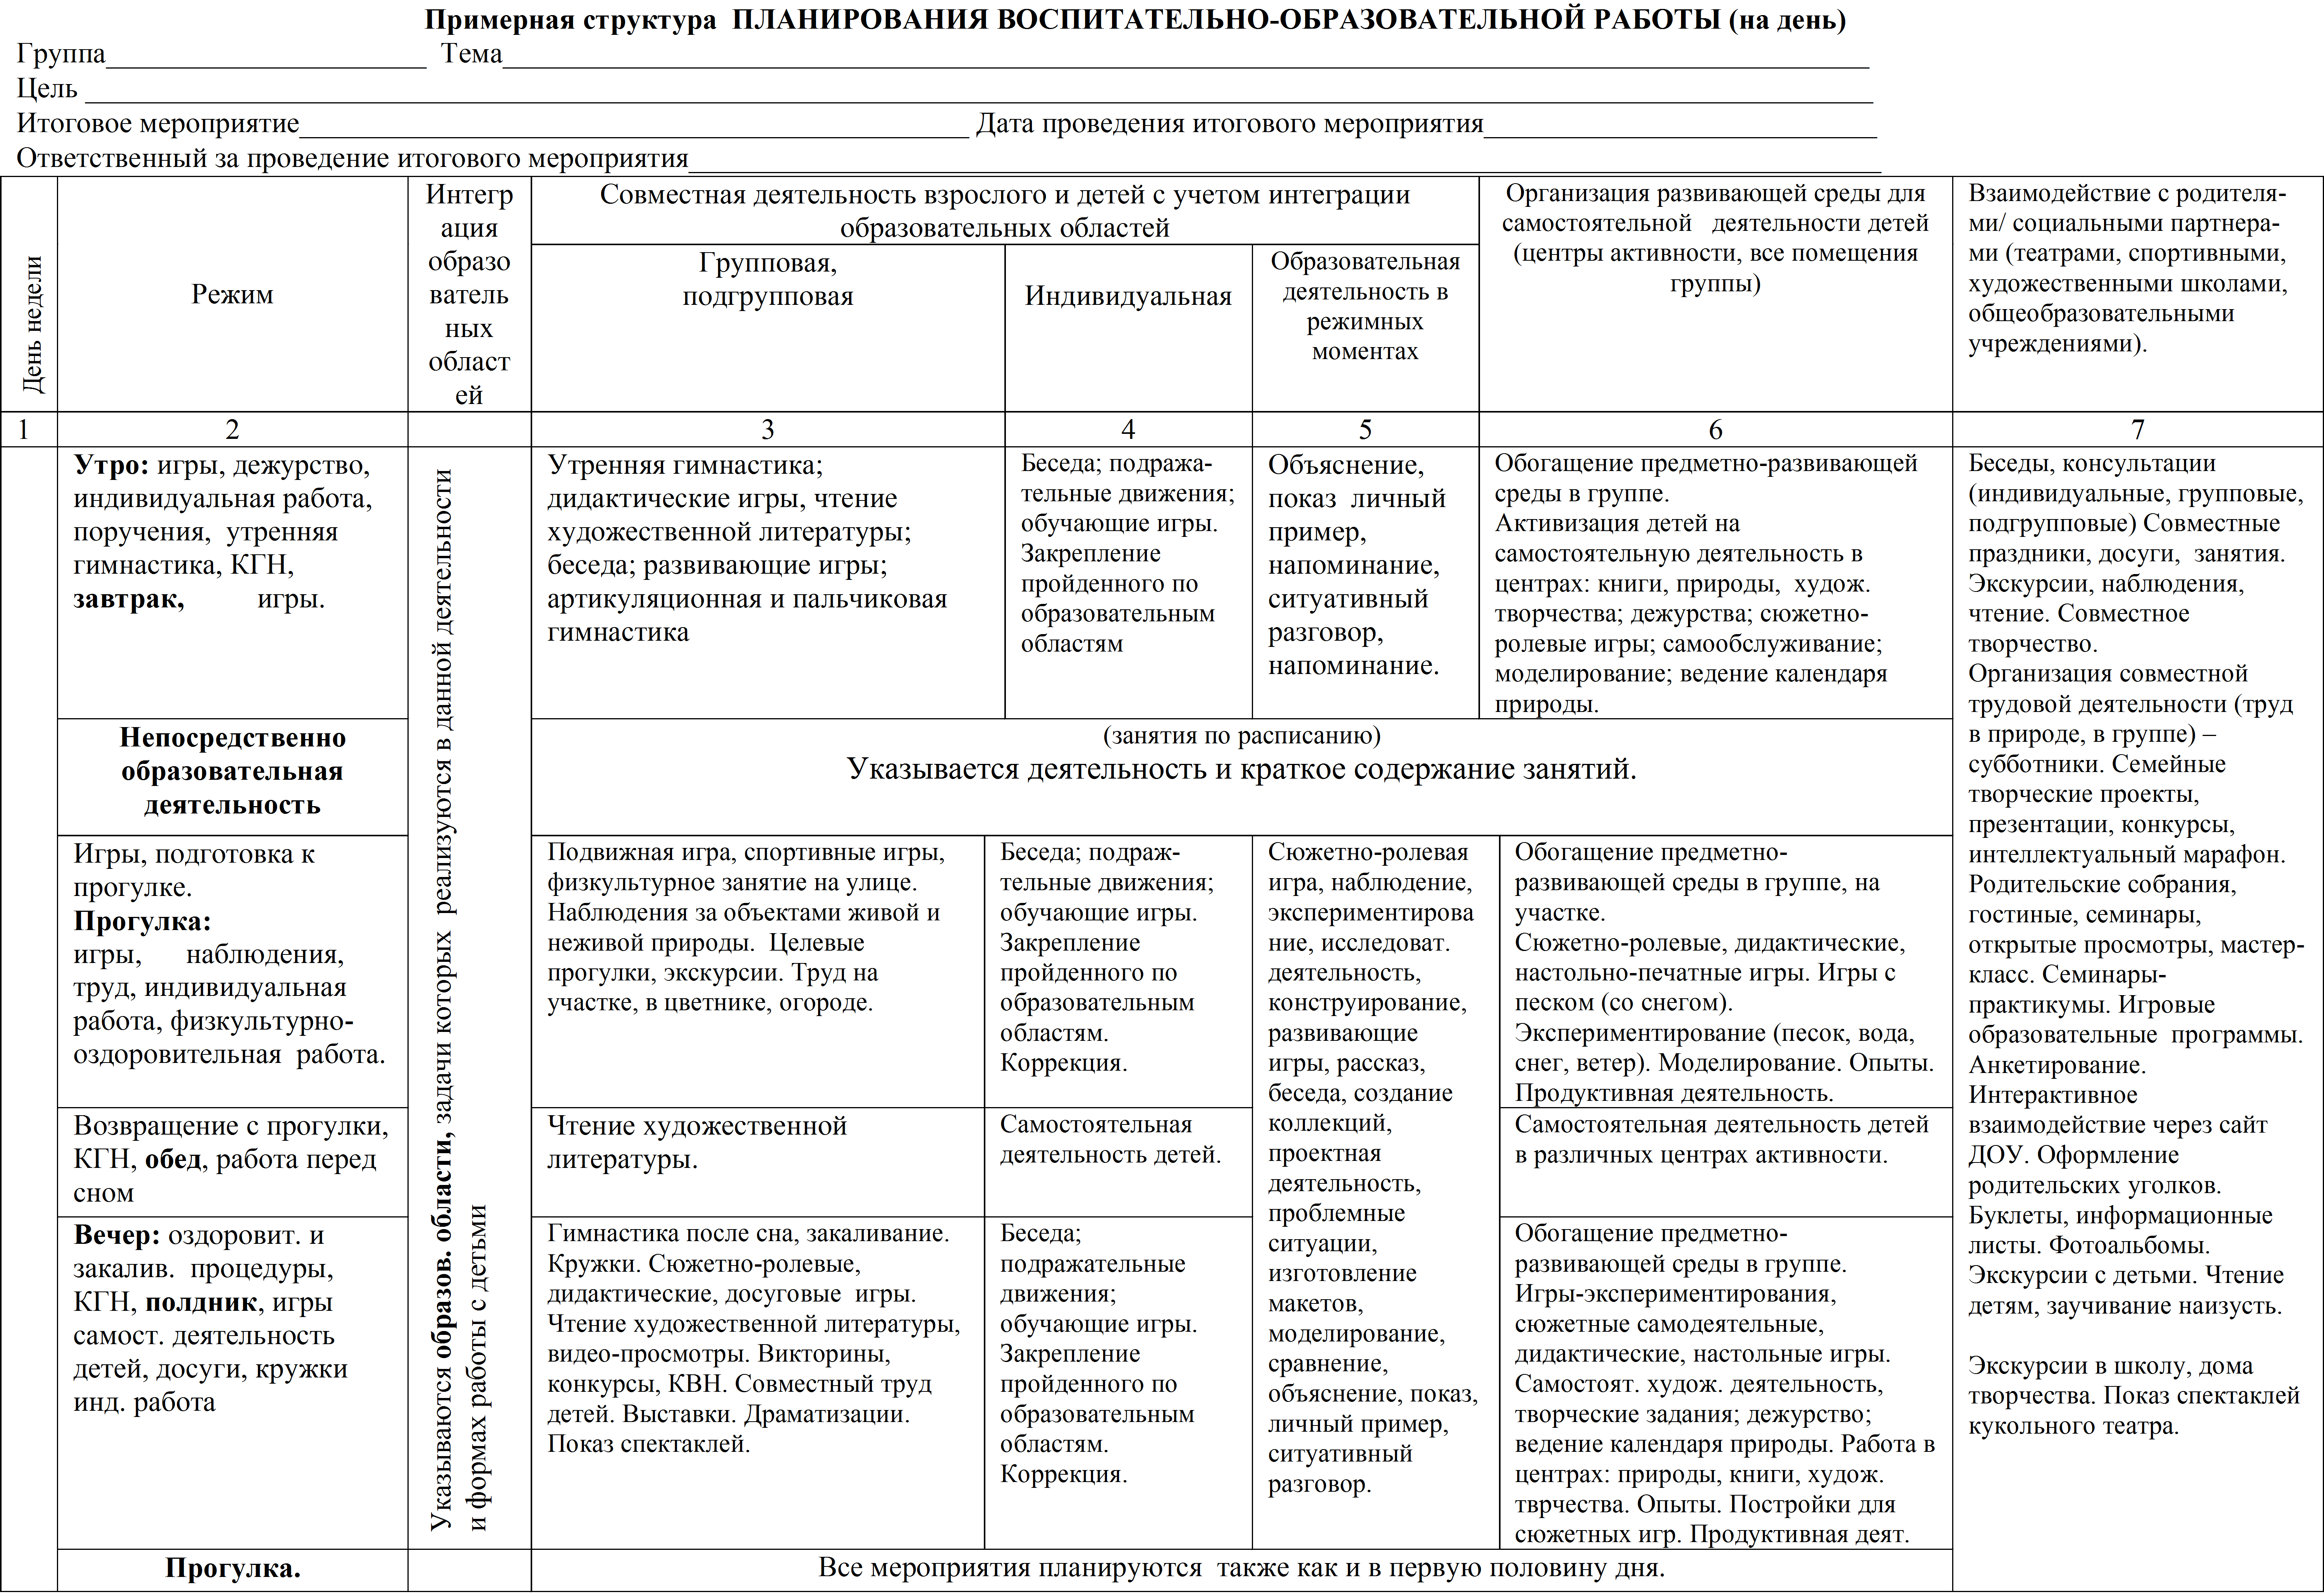 Примерная структура ПЛАНИРОВАНИЯ ВОСПИТАТЕЛЬНО-ОБРАЗОВАТЕЛЬНОЙ РАБОТЫ (на день)
Группа Тема
Цель
Итоговое мероприятие Дата проведения итогового мероприятия
Ответственный за проведение итогового мероприятия
День недели
Режим
Интегр
ация
образо
ватель
ных
област
ей
Совместная деятельность взрослого и детей с учетом интеграции
образовательных областей
Групповая,
подгрупповая
Индивидуальная
Образовательная
деятельность в
режимных
моментах
Организация развивающей среды для
самостоятельной деятельности детей
(центры активности, все помещения
группы)
Взаимодействие с родителя-
ми/ социальными партнера-
ми (театрами, спортивными,
художественными школами,
общеобразовательными
учреждениями).
1 2 3 4 5 6 7
Утро: игры, дежурство,
индивидуальная работа,
поручения, утренняя
гимнастика, КГН,
завтрак, игры.
Указываются образов. области, задачи которых реализуются в данной деятельности
и формах работы с детьми
Утренняя гимнастика;
дидактические игры, чтение
художественной литературы;
беседа; развивающие игры;
артикуляционная и пальчиковая
гимнастика
Беседа; подража-
тельные движения;
обучающие игры.
Закрепление
пройденного по
образовательным
областям
Объяснение,
показ личный
пример,
напоминание,
ситуативный
разговор,
напоминание.
Обогащение предметно-развивающей
среды в группе.
Активизация детей на
самостоятельную деятельность в
центрах: книги, природы, худож.
творчества; дежурства; сюжетно-
ролевые игры; самообслуживание;
моделирование; ведение календаря
природы.
Беседы, консультации
(индивидуальные, групповые,
подгрупповые) Совместные
праздники, досуги, занятия.
Экскурсии, наблюдения,
чтение. Совместное
творчество.
Организация совместной
трудовой деятельности (труд
в природе, в группе) –
субботники. Семейные
творческие проекты,
презентации, конкурсы,
интеллектуальный марафон.
Родительские собрания,
гостиные, семинары,
открытые просмотры, мастер-
класс. Семинары-
практикумы. Игровые
образовательные программы.
Анкетирование.
Интерактивное
взаимодействие через сайт
ДОУ. Оформление
родительских уголков.
Буклеты, информационные
листы. Фотоальбомы.
Экскурсии с детьми. Чтение
детям, заучивание наизусть.
Экскурсии в школу, дома
творчества. Показ спектаклей
кукольного театра.
Непосредственно
образовательная
деятельность
(занятия по расписанию)
Указывается деятельность и краткое содержание занятий.
Игры, подготовка к
прогулке.
Прогулка:
игры, наблюдения,
труд, индивидуальная
работа, физкультурно-
оздоровительная работа.
Подвижная игра, спортивные игры,
физкультурное занятие на улице.
Наблюдения за объектами живой и
неживой природы. Целевые
прогулки, экскурсии. Труд на
участке, в цветнике, огороде.
Беседа; подраж-
тельные движения;
обучающие игры.
Закрепление
пройденного по
образовательным
областям.
Коррекция.
Сюжетно-ролевая
игра, наблюдение,
экспериментирова
ние, исследоват.
деятельность,
конструирование,
развивающие
игры, рассказ,
беседа, создание
коллекций,
проектная
деятельность,
проблемные
ситуации,
изготовление
макетов,
моделирование,
сравнение,
объяснение, показ,
личный пример,
ситуативный
разговор.
Обогащение предметно-
развивающей среды в группе, на
участке.
Сюжетно-ролевые, дидактические,
настольно-печатные игры. Игры с
песком (со снегом).
Экспериментирование (песок, вода,
снег, ветер). Моделирование. Опыты.
Продуктивная деятельность.
Возвращение с прогулки,
КГН, обед, работа перед
сном
Чтение художественной
литературы.
Самостоятельная
деятельность детей.
Самостоятельная деятельность детей
в различных центрах активности.
Вечер: оздоровит. и
закалив. процедуры,
КГН, полдник, игры
самост. деятельность
детей, досуги, кружки
инд. работа
Гимнастика после сна, закаливание.
Кружки. Сюжетно-ролевые,
дидактические, досуговые игры.
Чтение художественной литературы,
видео-просмотры. Викторины,
конкурсы, КВН. Совместный труд
детей. Выставки. Драматизации.
Показ спектаклей.
Беседа;
подражательные
движения;
обучающие игры.
Закрепление
пройденного по
образовательным
областям.
Коррекция.
Обогащение предметно-
развивающей среды в группе.
Игры-экспериментирования,
сюжетные самодеятельные,
дидактические, настольные игры.
Самостоят. худож. деятельность,
творческие задания; дежурство;
ведение календаря природы. Работа в
центрах: природы, книги, худож.
тврчества. Опыты. Постройки для
сюжетных игр. Продуктивная деят.
Прогулка.
Все мероприятия планируются также как и в первую половину дня.